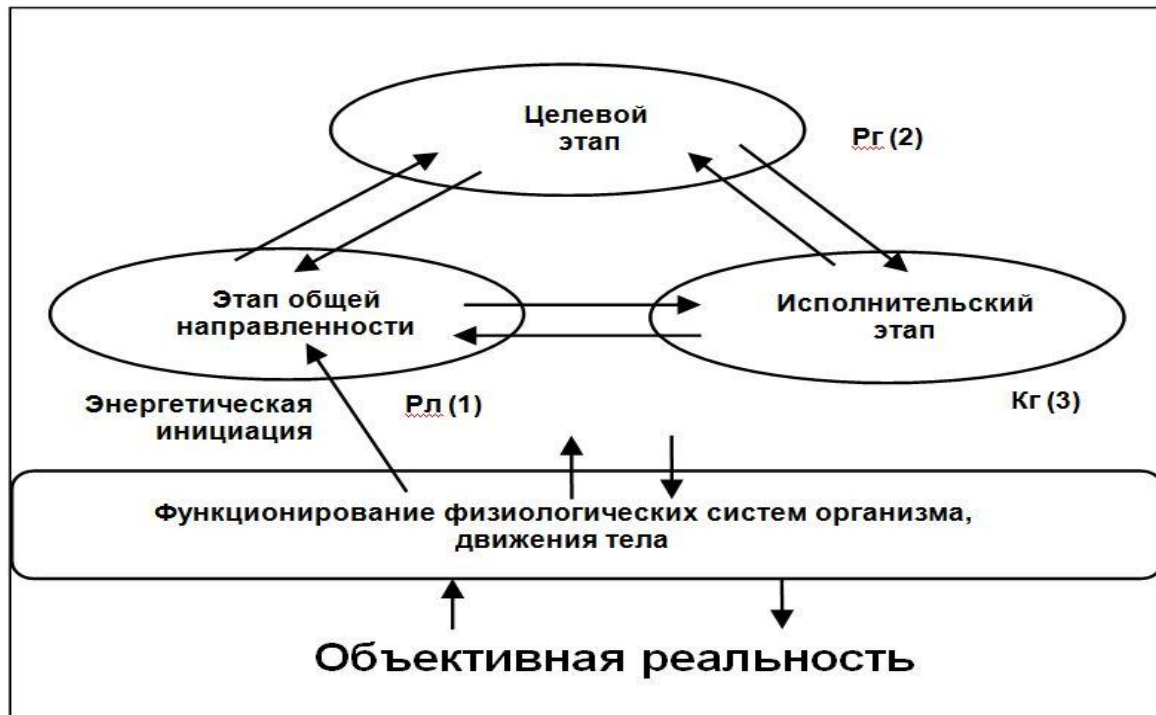 Целевой
этап
Рг (2)
Этап общей
направленности
Исполнительский
этап
Энергетическая
инициация
Рл (1)
Кг (3)
Функционирование физиологических систем организма,
движения тела
Объективная реальность